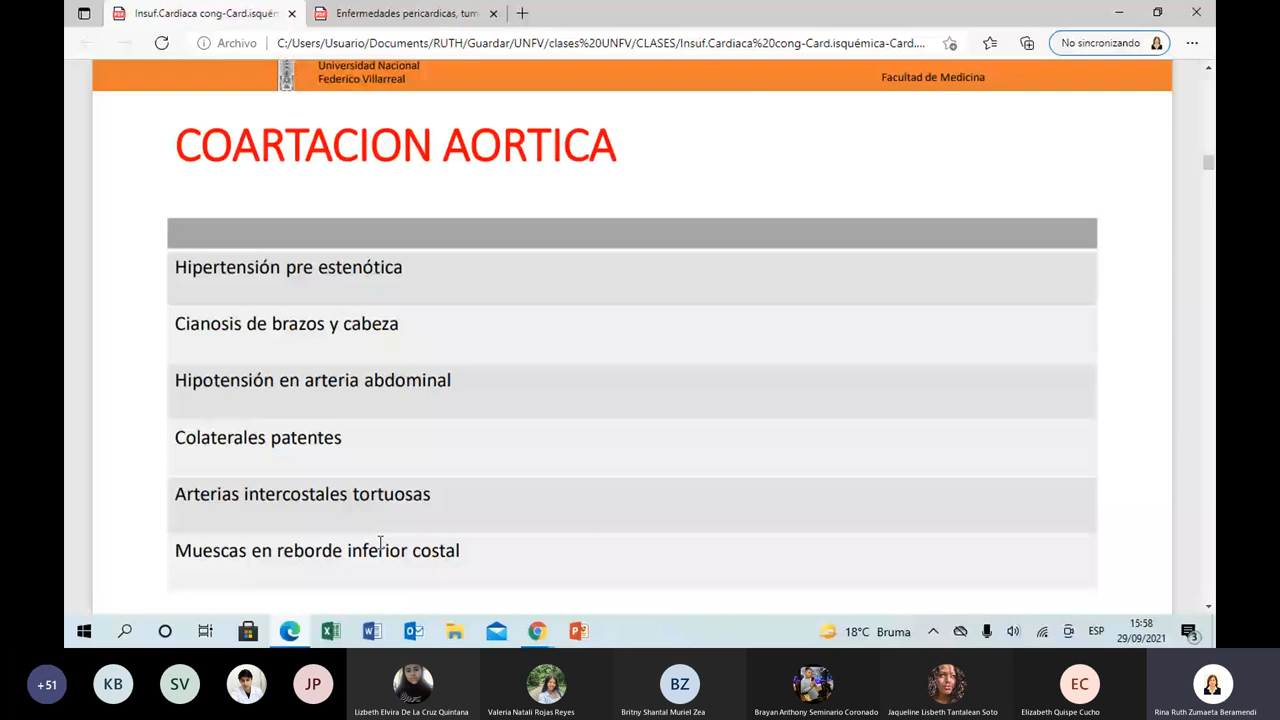 Insuf.Cardiaca cong-Card.isquém
Enfermedades pericardicas, tum
Archivo
C:/Users/Usuario/Documents/RUTH/Guardar/UNFV/clases%20UNFV/CLASES/Insuf.Cardiaca%20cong-Card.isquémica-Card....
No sincronizando
Universidad Nacional
Federico Villarreal
Facultad de Medicina
COARTACION AORTICA
Hipertensión pre estenótica
Cianosis de brazos y cabeza
Hipotensión en arteria abdominal
Colaterales patentes
Arterias intercostales tortuosas
Muescas en reborde inferior costal
18°C Bruma
ESP
15:58
29/09/2021
3
+51
KB
SV
JP
BZ
EC
Lizbeth Elvira De La Cruz Quintana
Valeria Natali Rojas Reyes
Britny Shantal Muriel Zea
Brayan Anthony Seminario Coronado
Jaqueline Lisbeth Tantalean Soto
Elizabeth Quispe Cucho
Rina Ruth Zumaeta Beramendi